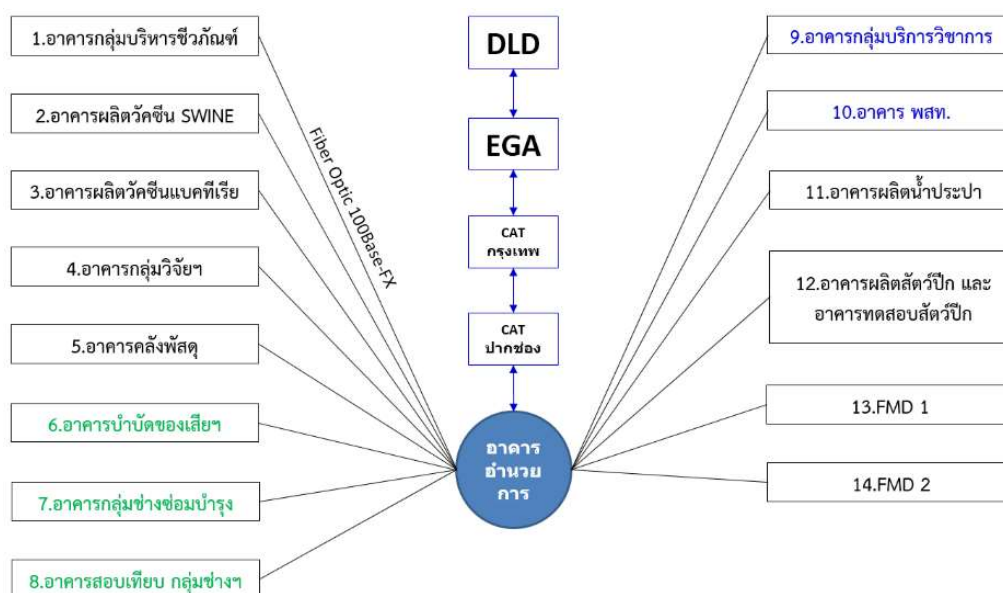 1.อาคารกลุ่มบริหารชีวภัณฑ์
2.อาคารผลิตวัคซีน SWINE
3.อาคารผลิตวัคซีนแบคทีเรีย
4.อาคารกลุ่มวิจัยฯ
5.อาคารคลังพัสดุ
6.อาคารบำบัดของเสียฯ
7.อาคารกลุ่มช่างซ่อมบำรุง
8.อาคารสอบเทียบ กลุ่มช่างฯ
Fiber Optic 100Base-FX
DLD
EGA
CAT
กรุงเทพ
CAT
ปากช่อง
อาคาร
อำนวย
การ
9.อาคารกลุ่มบริการวิชาการ
10.อาคาร พสท.
11.อาคารผลิตน้ำประปา
12.อาคารผลิตสัตว์ปีก และ
อาคารทดสอบสัตว์ปีก
13.FMD 1
14.FMD 2